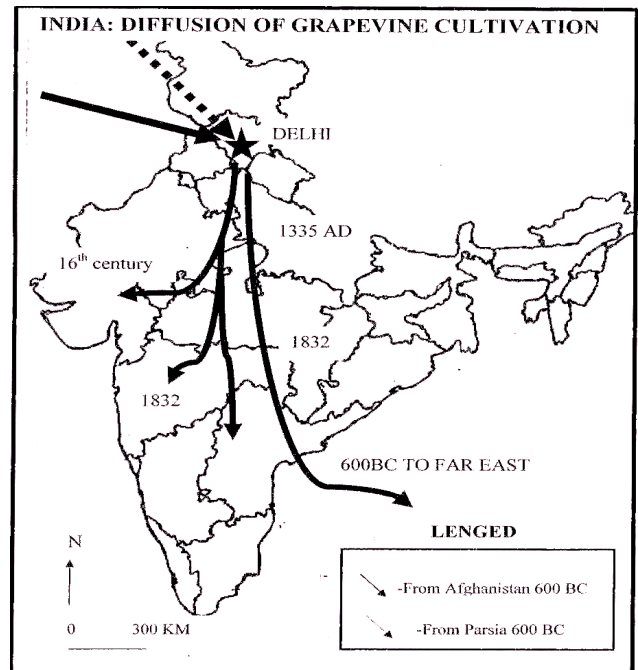 INDIA: DIFFUSION OF GRAPEVINE CULTIVATION
DELHI
1335 AD
16th century
1832
1832
600BC TO FAR EAST
LENGED
N
-From Afghanistan 600 BC
-From Parsia 600 BC
0 300 KM